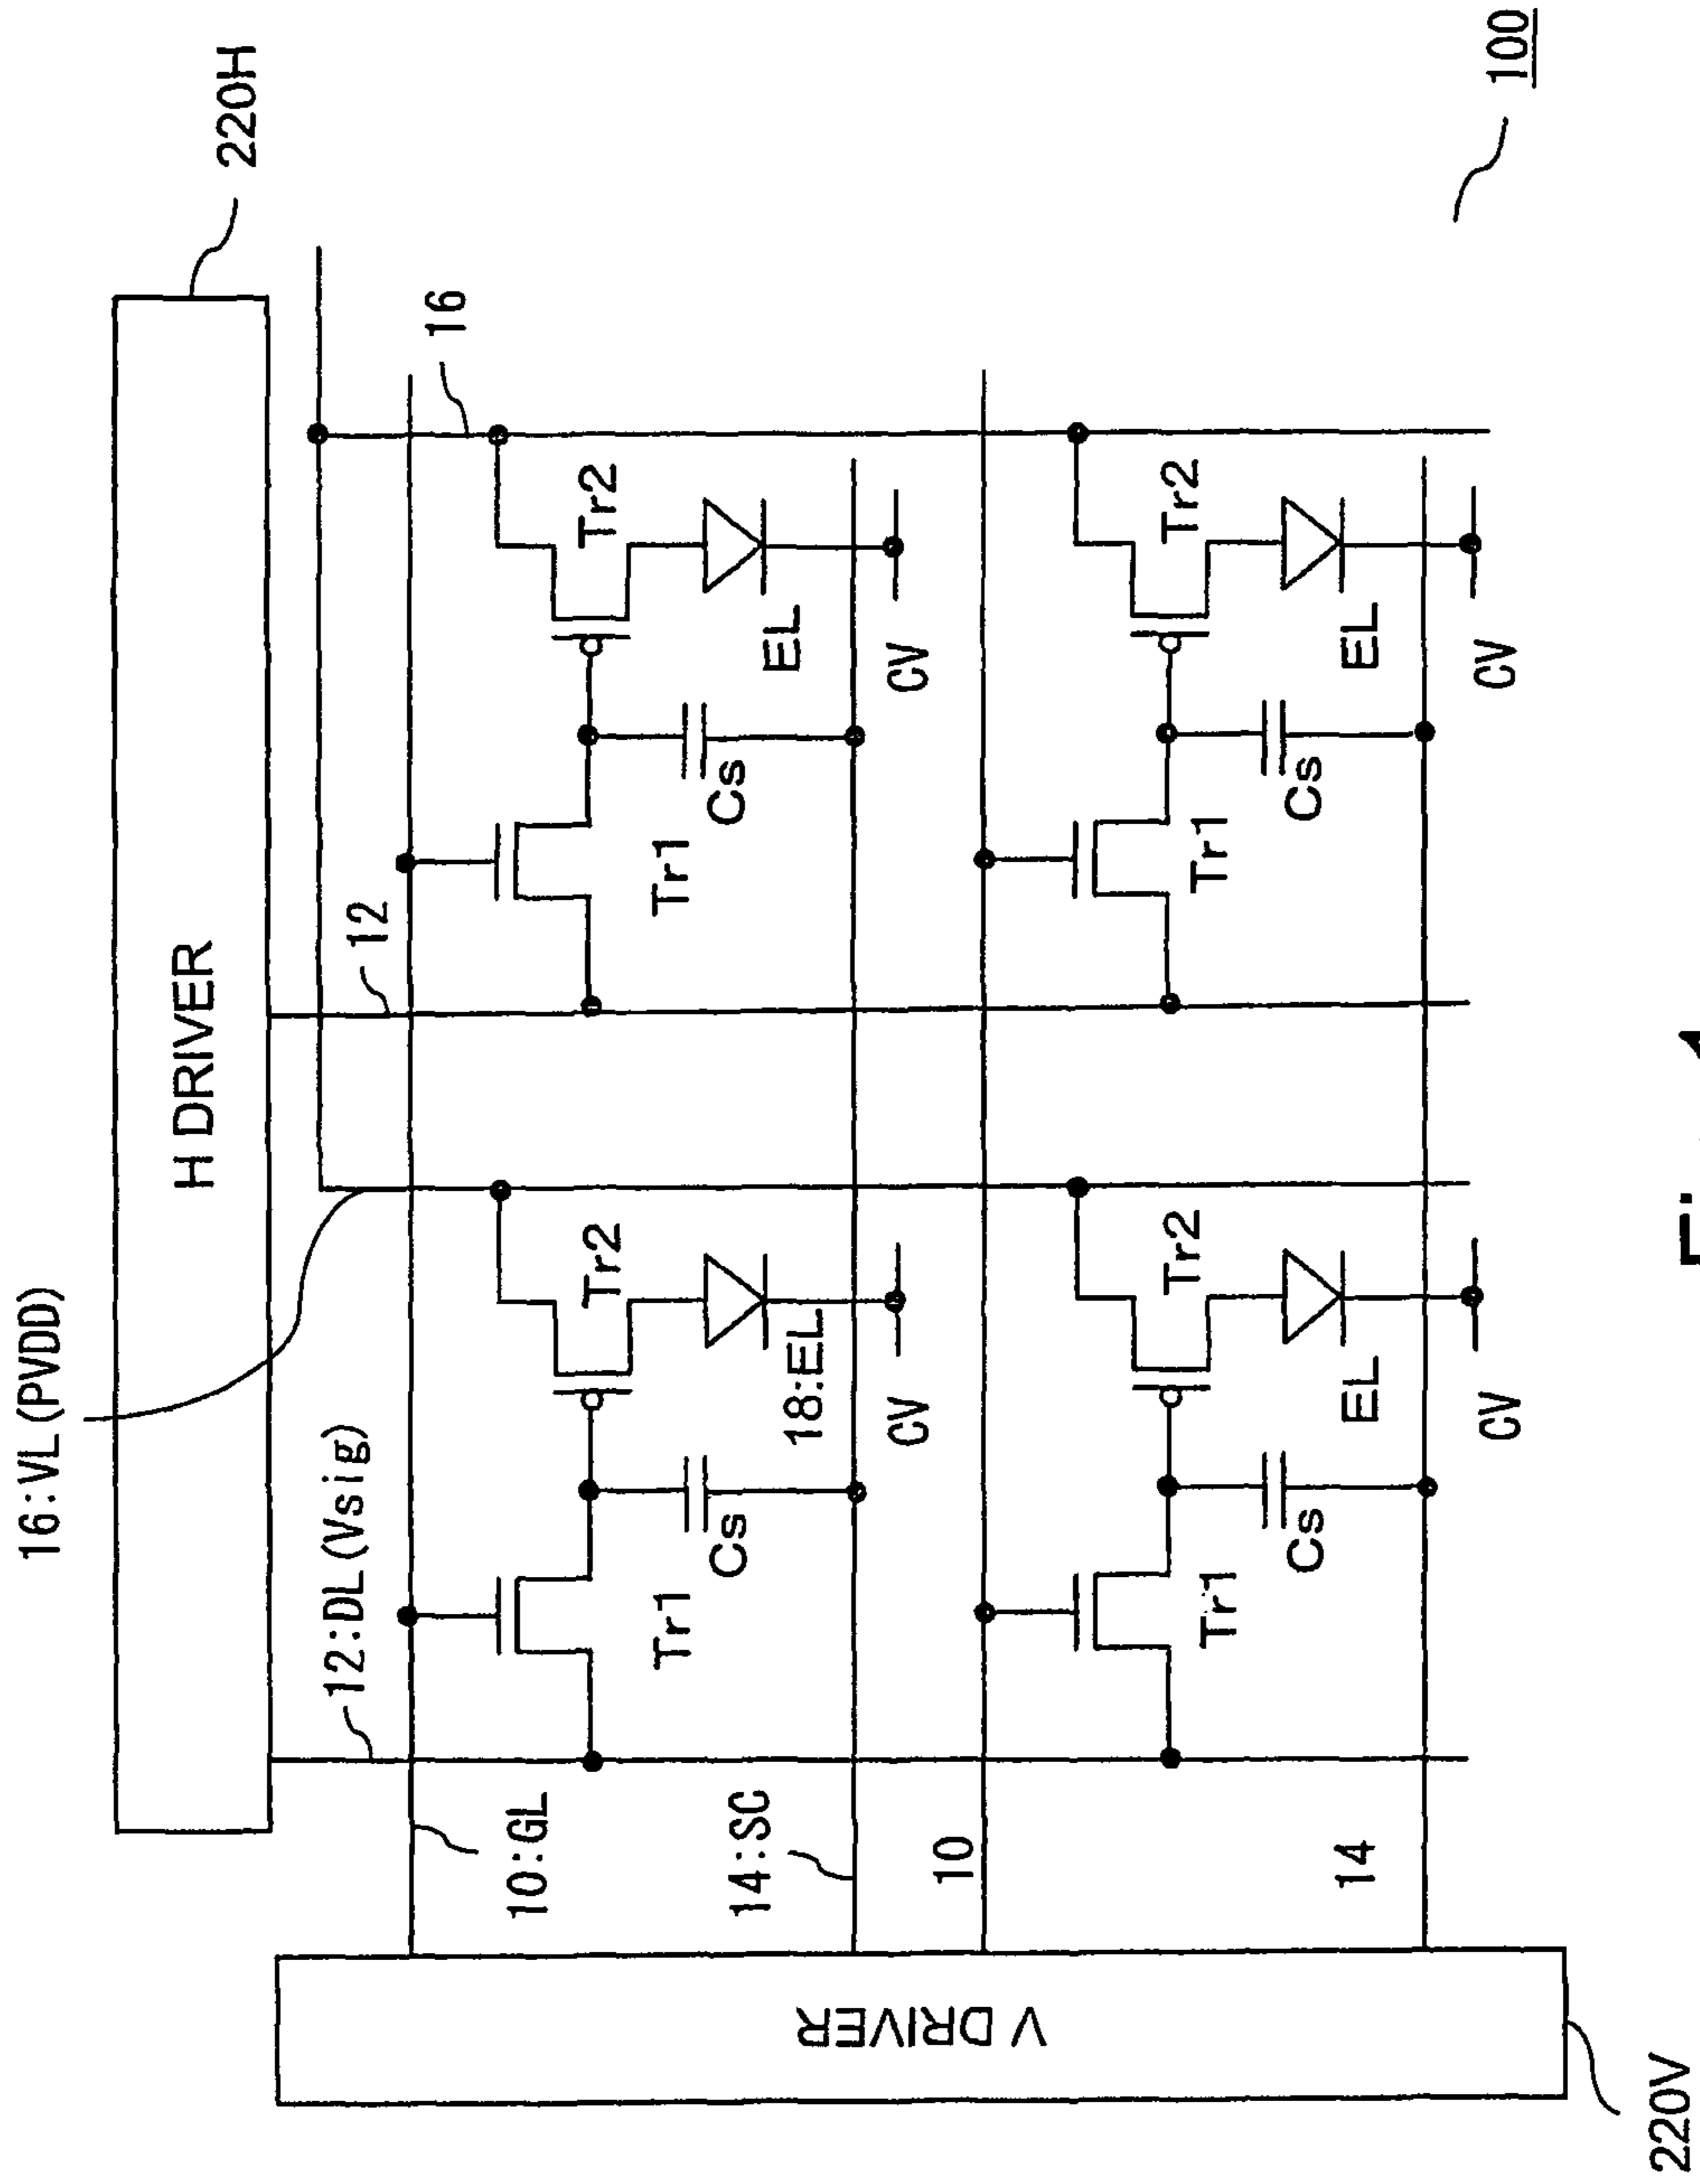 16:VL(PVDD)
H DRIVER
220H
12:DL(Vsig)
12
16
10:GL
Tr2
Tr2
Tr1
Tr1
Cs
Cs
14:SC
18:EL
EL
CV
CV
10
V DRIVER
Tr2
Tr2
Tr1
Tr1
Cs
Cs
14
EL
EL
CV
CV
100
220V